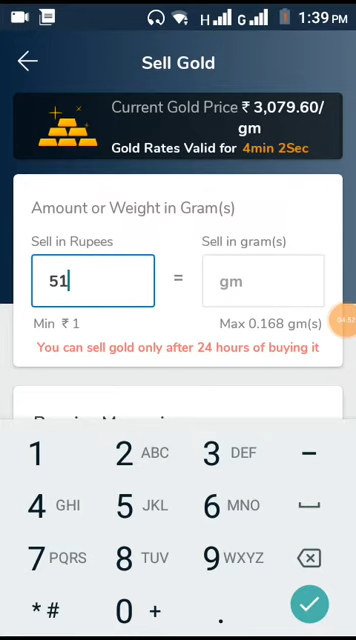 H G 1:39 PM
Sell Gold
Current Gold Price ₹ 3,079.60/
gm
Gold Rates Valid for 4min 2Sec
Amount or Weight in Gram(s)
Sell in Rupees Sell in gram(s)
51 = gm
Min ₹ 1 Max 0.168 gm(s)
You can sell gold only after 24 hours of buying it
1 2 ABC 3 DEF –
4 GHI 5 JKL 6 MNO
7 PQRS 8 TUV 9 WXYZ
* # 0 + .